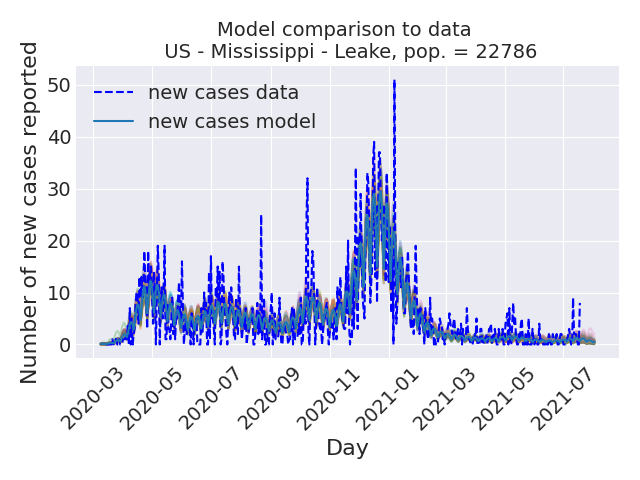 Model comparison to data
US - Mississippi - Leake, pop. = 22786
Number of new cases reported
50
40
30
20
10
0
new cases data
new cases model
2020-03
2020-05
2020-07
2020-09
2020-11
2021-01
2021-03
2021-05
2021-07
Day